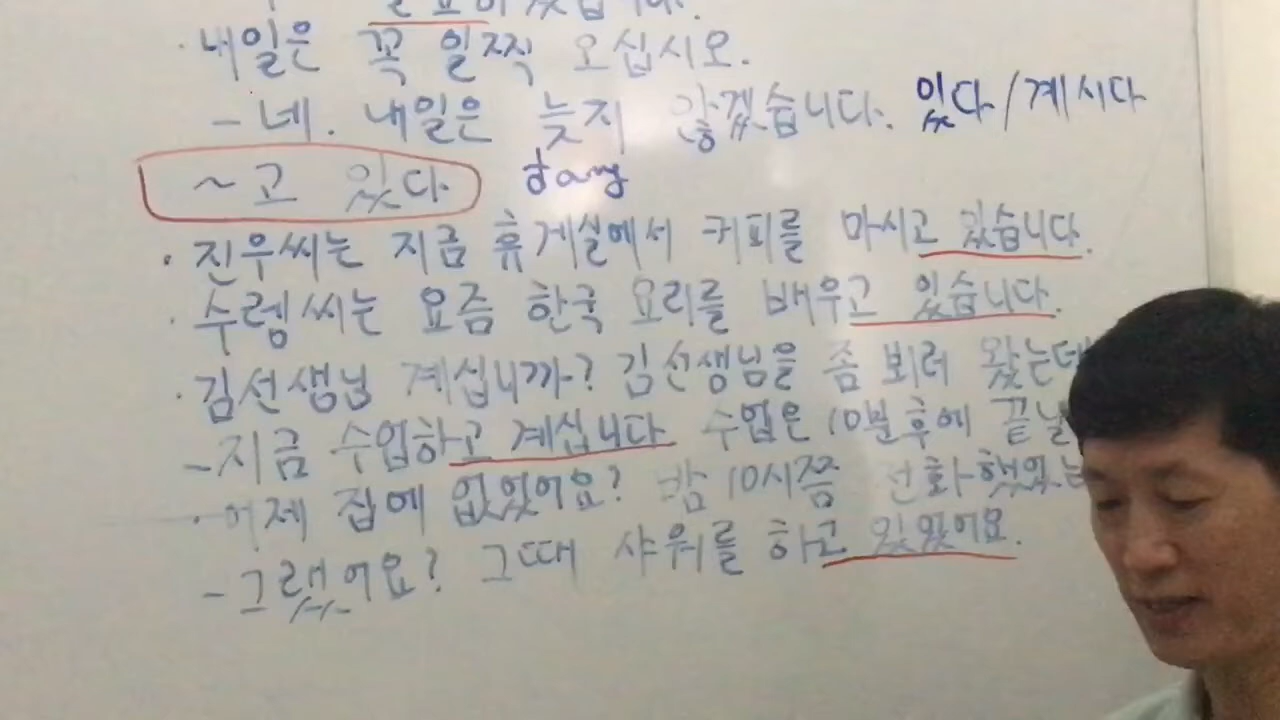 필요하겠습니다.
· 내일은 꼭 일찍 오십시오.
- 네. 내일은 늦지 않겠습니다. 있다/계시다
~고 있다 đang
· 진우씨는 지금 휴게실에서 커피를 마시고 있습니다.
· 수렝씨는 요즘 한국 요리를 배우고 있습니다.
· 김선생님 계십니까? 김선생님을 좀 뵈러 왔는데
- 지금 수업하고 계십니다 수업은 10분후에 끝날
· 어제 집에 없었어요? 밤 10시쯤 전화했었는
- 그랬어요? 그때 샤워를 하고 있었어요.